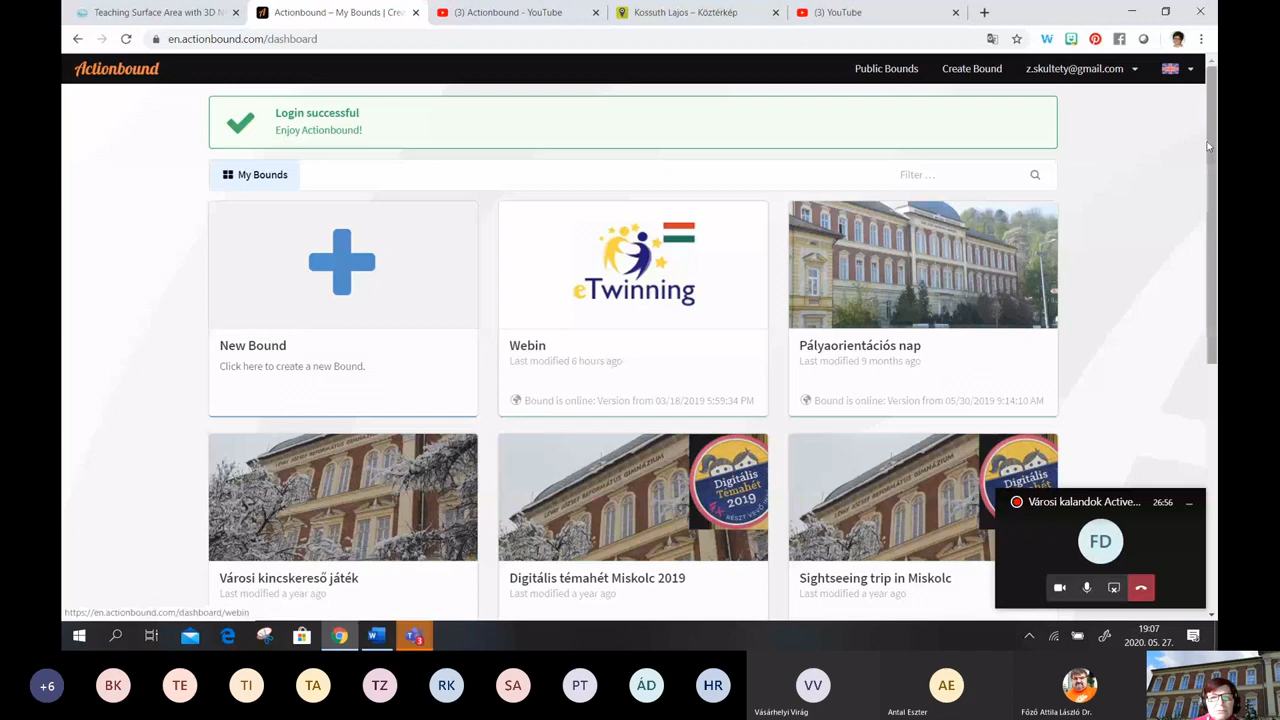 Teaching Surface Area with 3D N
Actionbound – My Bounds | Crea
(3) Actionbound - YouTube
Kossuth Lajos – Köztérkép
(3) YouTube
en.actionbound.com/dashboard
Actionbound
Public Bounds
Create Bound
z.skultety@gmail.com
Login successful
Enjoy Actionbound!
My Bounds
Filter …
eTwinning
New Bound
Click here to create a new Bound.
Webin
Last modified 6 hours ago
Bound is online: Version from 03/18/2019 5:59:34 PM
Pályaorientációs nap
Last modified 9 months ago
Bound is online: Version from 05/30/2019 9:14:10 AM
Digitális
Témahét
2019
Digitális
Témahét
2019
Városi kincskereső játék
Last modified a year ago
Digitális témahét Miskolc 2019
Last modified a year ago
Sightseeing trip in Miskolc
Last modified a year ago
Városi kalandok Active...
26:56
FD
https://en.actionbound.com/dashboard/webin
19:07
2020. 05. 27.
+6
BK
TE
TI
TA
TZ
RK
SA
PT
ÁD
HR
VV
Vásárhelyi Virág
AE
Antal Eszter
Főző Attila László Dr.